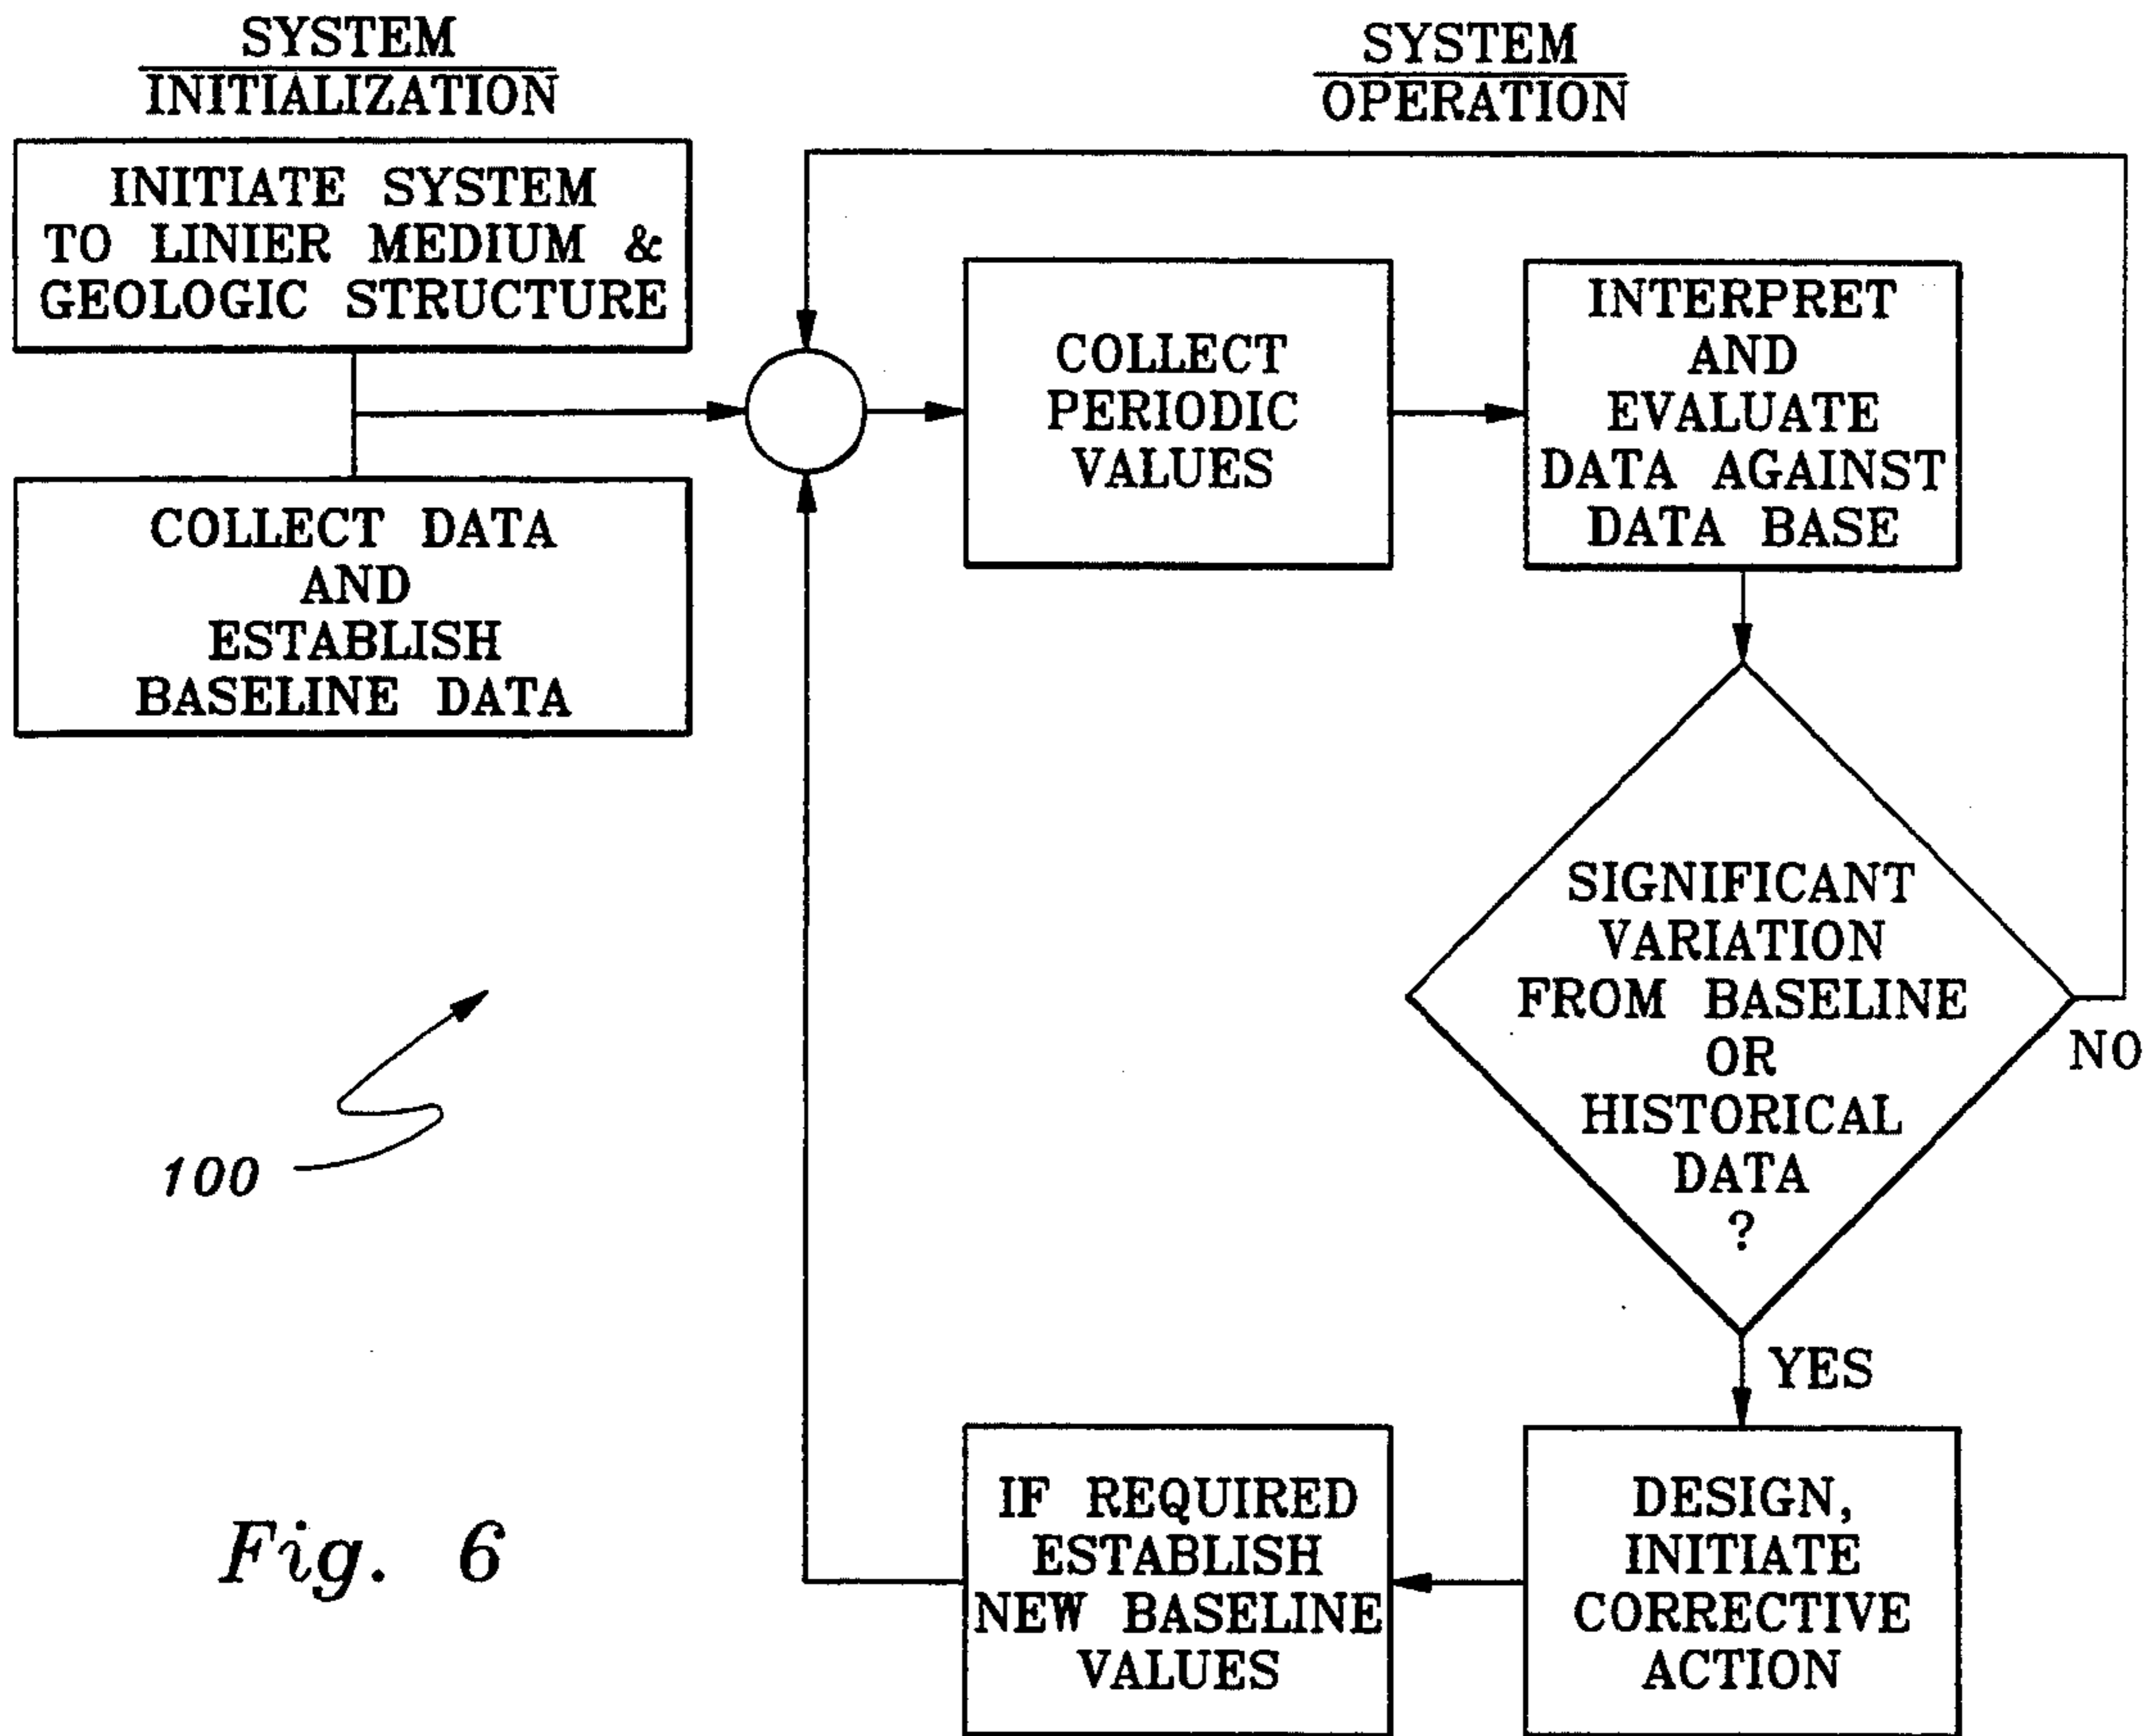 SYSTEM
INITIALIZATION
INITIATE SYSTEM
TO LINIER MEDIUM &
GEOLOGIC STRUCTURE
COLLECT DATA
AND
ESTABLISH
BASELINE DATA
SYSTEM
OPERATION
COLLECT
PERIODIC
VALUES
INTERPRET
AND
EVALUATE
DATA AGAINST
DATA BASE
SIGNIFICANT
VARIATION
FROM BASELINE
OR
HISTORICAL
DATA
?
NO
YES
DESIGN,
INITIATE
CORRECTIVE
ACTION
IF REQUIRED
ESTABLISH
NEW BASELINE
VALUES
100
Fig. 6